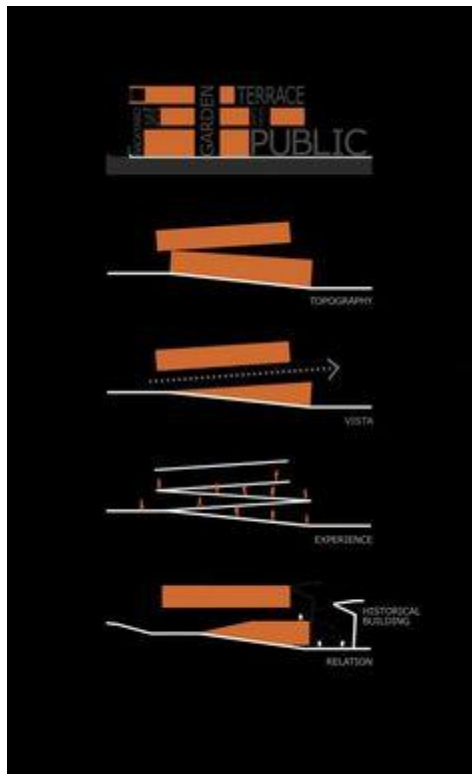 TERRACE
GARDEN
PUBLIC
TOPOGRAPHY
VISTA
EXPERIENCE
HISTORICAL
BUILDING
RELATION